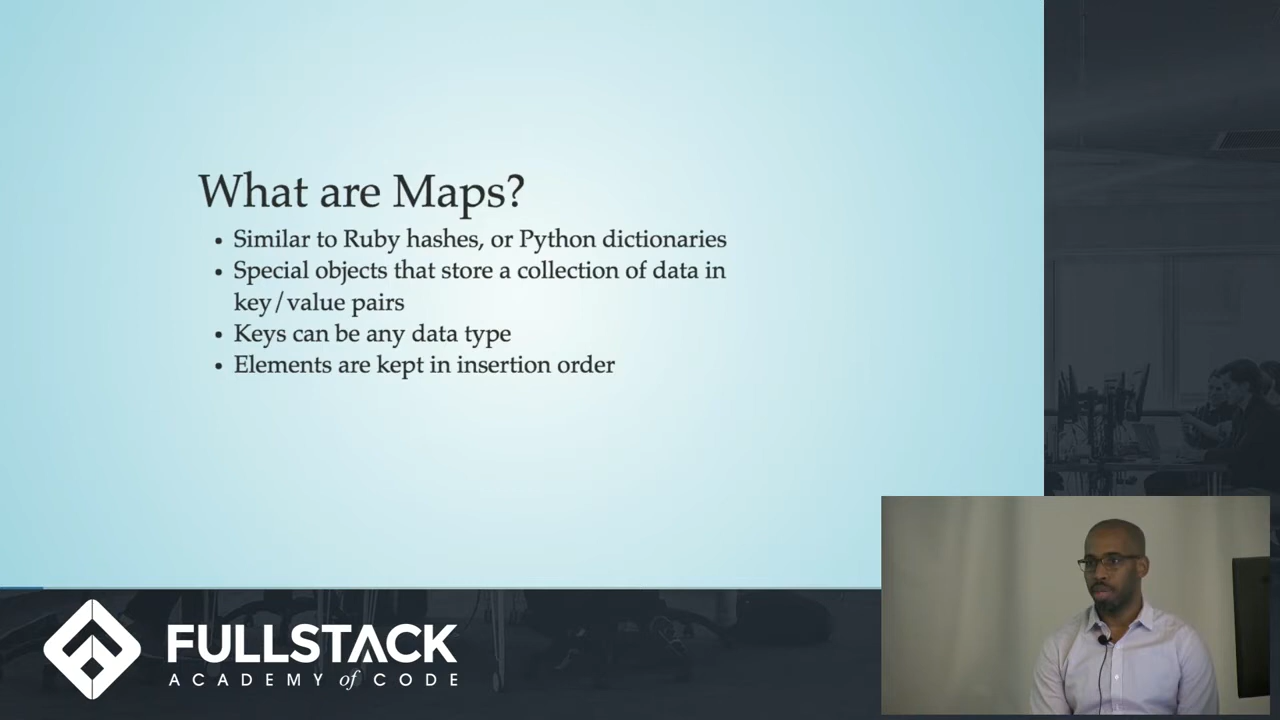 What are Maps?
• Similar to Ruby hashes, or Python dictionaries
• Special objects that store a collection of data in
key/value pairs
• Keys can be any data type
• Elements are kept in insertion order
FULLSTACK
ACADEMY of CODE